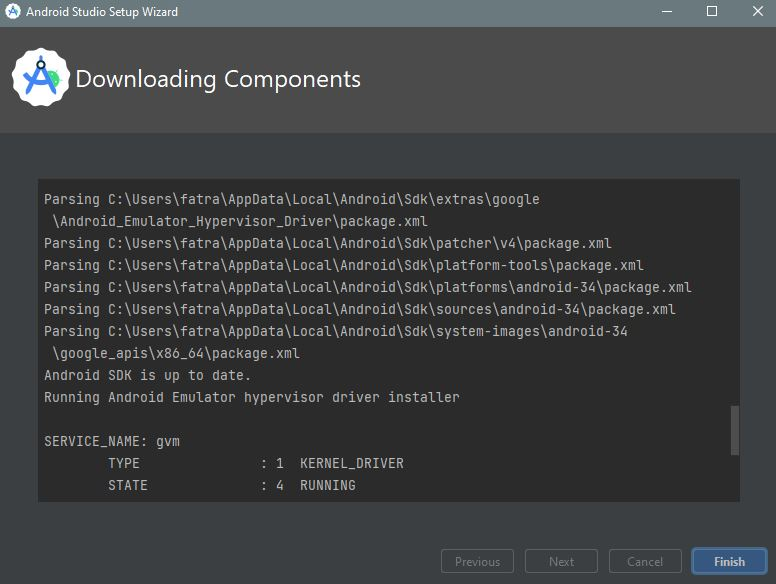 Android Studio Setup Wizard
Downloading Components
Parsing C:\Users\fatra\AppData\Local\Android\Sdk\extras\google
\Android_Emulator_Hypervisor_Driver\package.xml
Parsing C:\Users\fatra\AppData\Local\Android\Sdk\patcher\v4\package.xml
Parsing C:\Users\fatra\AppData\Local\Android\Sdk\platform-tools\package.xml
Parsing C:\Users\fatra\AppData\Local\Android\Sdk\platforms\android-34\package.xml
Parsing C:\Users\fatra\AppData\Local\Android\Sdk\sources\android-34\package.xml
Parsing C:\Users\fatra\AppData\Local\Android\Sdk\system-images\android-34
\google_apis\x86_64\package.xml
Android SDK is up to date.
Running Android Emulator hypervisor driver installer
SERVICE_NAME: gvm
TYPE : 1 KERNEL_DRIVER
STATE : 4 RUNNING
Previous Next Cancel Finish